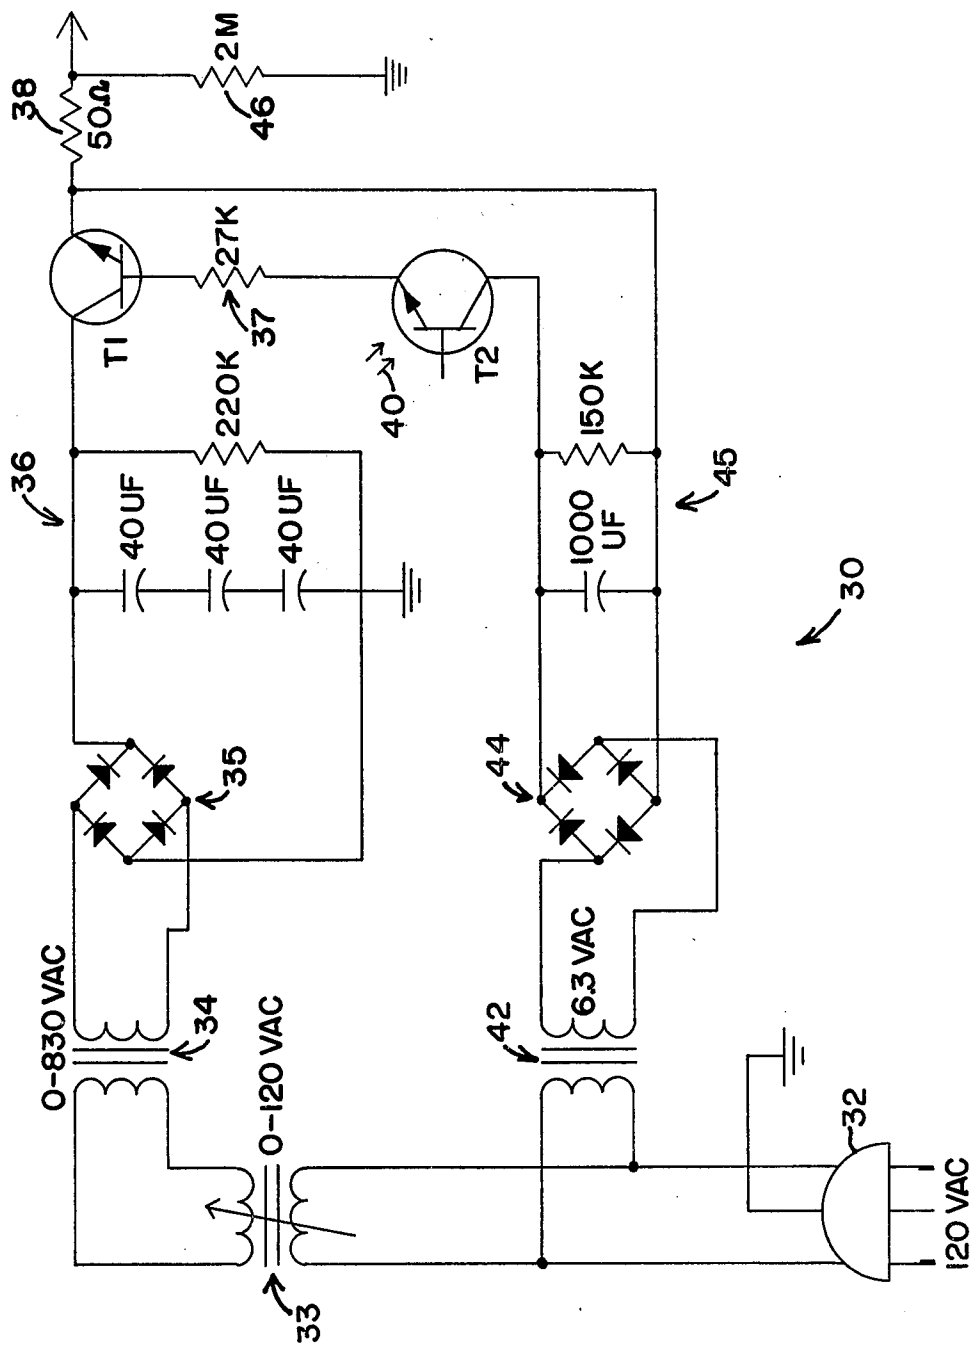 38
50Ω
2M
46
T1
27K
37
T2
40
220K
36
40UF
40UF
40UF
150K
1000
UF
45
30
35
44
0-830 VAC
34
0-120 VAC
33
42
6.3 VAC
32
120 VAC